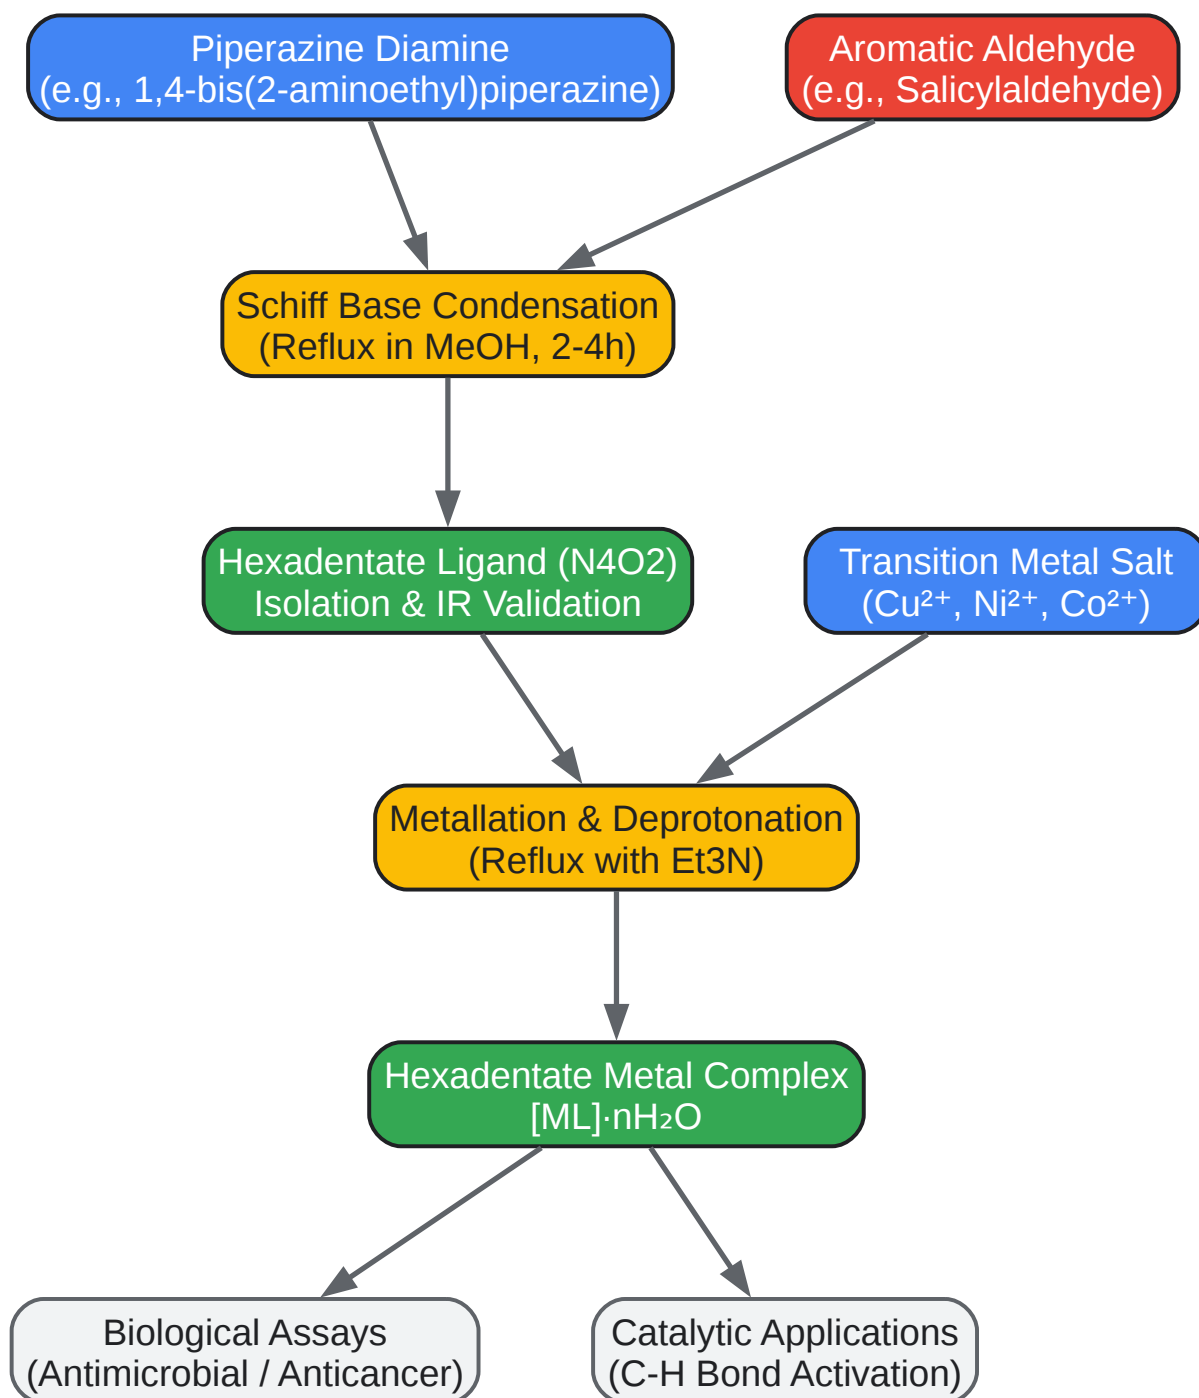 Piperazine Diamine
(e.g., 1,4-bis(2-aminoethyl)piperazine)
Aromatic Aldehyde
(e.g., Salicylaldehyde)
Schiff Base Condensation
(Reflux in MeOH, 2-4h)
Hexadentate Ligand (N4O2)
Isolation & IR Validation
Transition Metal Salt
(Cu²⁺, Ni²⁺, Co²⁺)
Metallation & Deprotonation
(Reflux with Et3N)
Hexadentate Metal Complex
[ML]·nH₂O
Biological Assays
(Antimicrobial / Anticancer)
Catalytic Applications
(C-H Bond Activation)